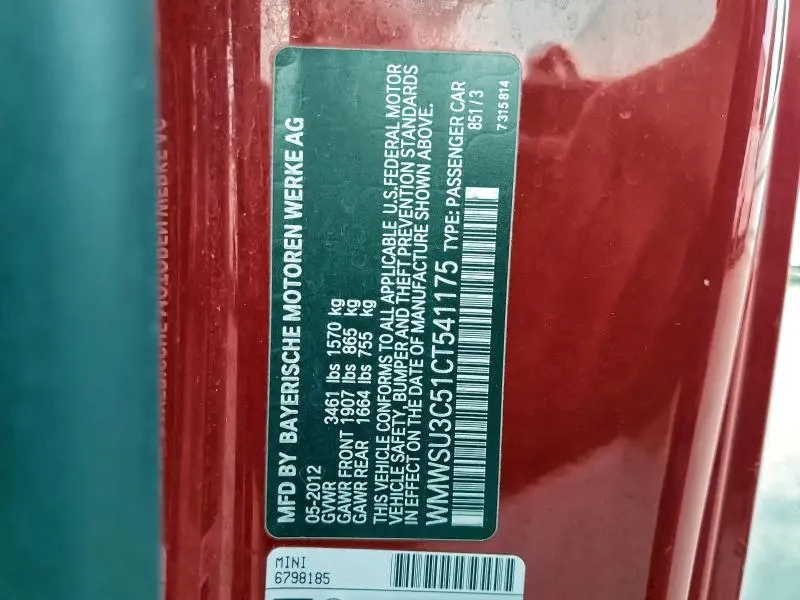 MFD BY BAYERISCHE MOTOREN WERKE AG
05-2012
GVWR 3461 lbs 1570 kg
GAWR FRONT 1907 lbs 865 kg
GAWR REAR 1664 lbs 755 kg
THIS VEHICLE CONFORMS TO ALL APPLICABLE U.S.FEDERAL MOTOR
VEHICLE SAFETY, BUMPER AND THEFT PREVENTION STANDARDS
IN EFFECT ON THE DATE OF MANUFACTURE SHOWN ABOVE.
WMWSU3C51CT541175 TYPE: PASSENGER CAR
851/3
7315814
MINI
6798185